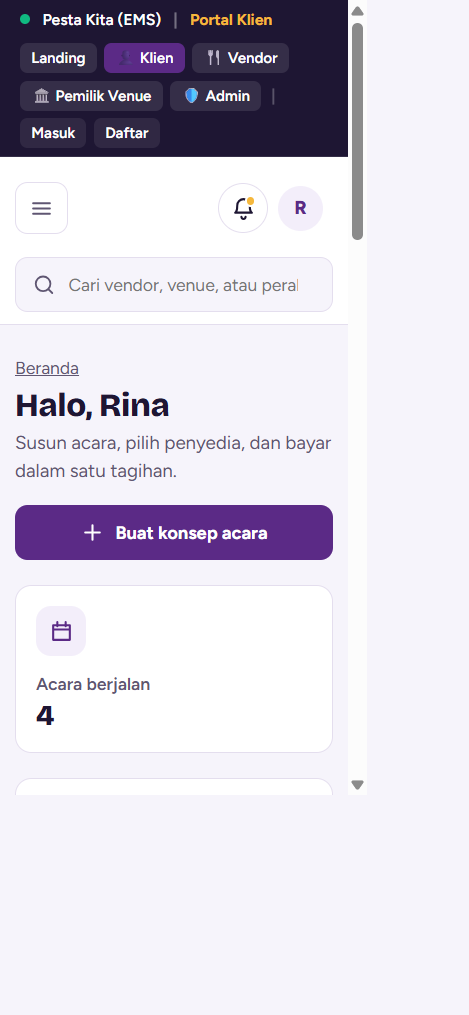 Pesta Kita (EMS) | Portal Klien
Landing Klien Vendor
Pemilik Venue Admin |
Masuk Daftar
R
Cari vendor, venue, atau peral
Beranda
Halo, Rina
Susun acara, pilih penyedia, dan bayar
dalam satu tagihan.
+ Buat konsep acara
Acara berjalan
4